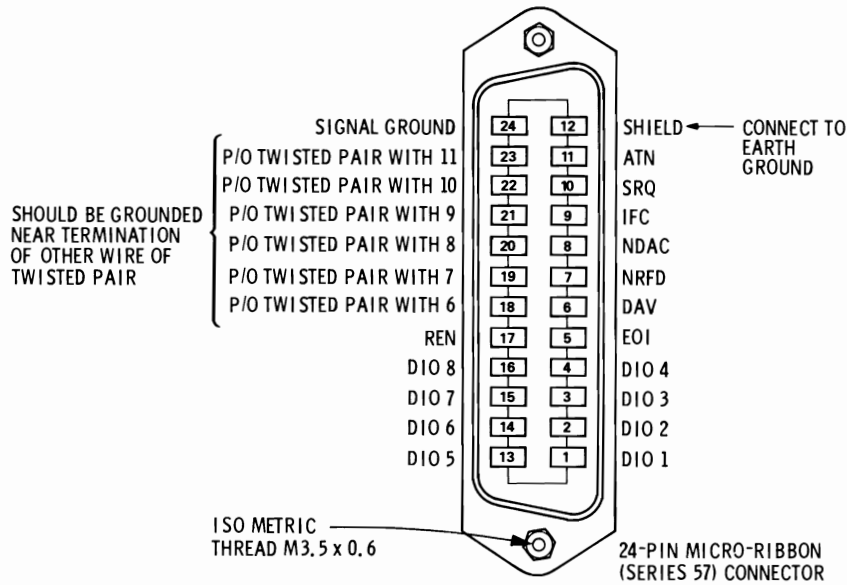 SIGNAL GROUND 24 12 SHIELD
P/O TWISTED PAIR WITH 11 23 11 ATN
P/O TWISTED PAIR WITH 10 22 10 SRQ
P/O TWISTED PAIR WITH 9 21 9 IFC
P/O TWISTED PAIR WITH 8 20 8 NDAC
P/O TWISTED PAIR WITH 7 19 7 NRFD
P/O TWISTED PAIR WITH 6 18 6 DAV
REN 17 5 EOI
DIO 8 16 4 DIO 4
DIO 7 15 3 DIO 3
DIO 6 14 2 DIO 2
DIO 5 13 1 DIO 1
CONNECT TO
EARTH
GROUND
SHOULD BE GROUNDED
NEAR TERMINATION
OF OTHER WIRE OF
TWISTED PAIR
ISO METRIC
THREAD M3.5 x 0.6
24-PIN MICRO-RIBBON
(SERIES 57) CONNECTOR